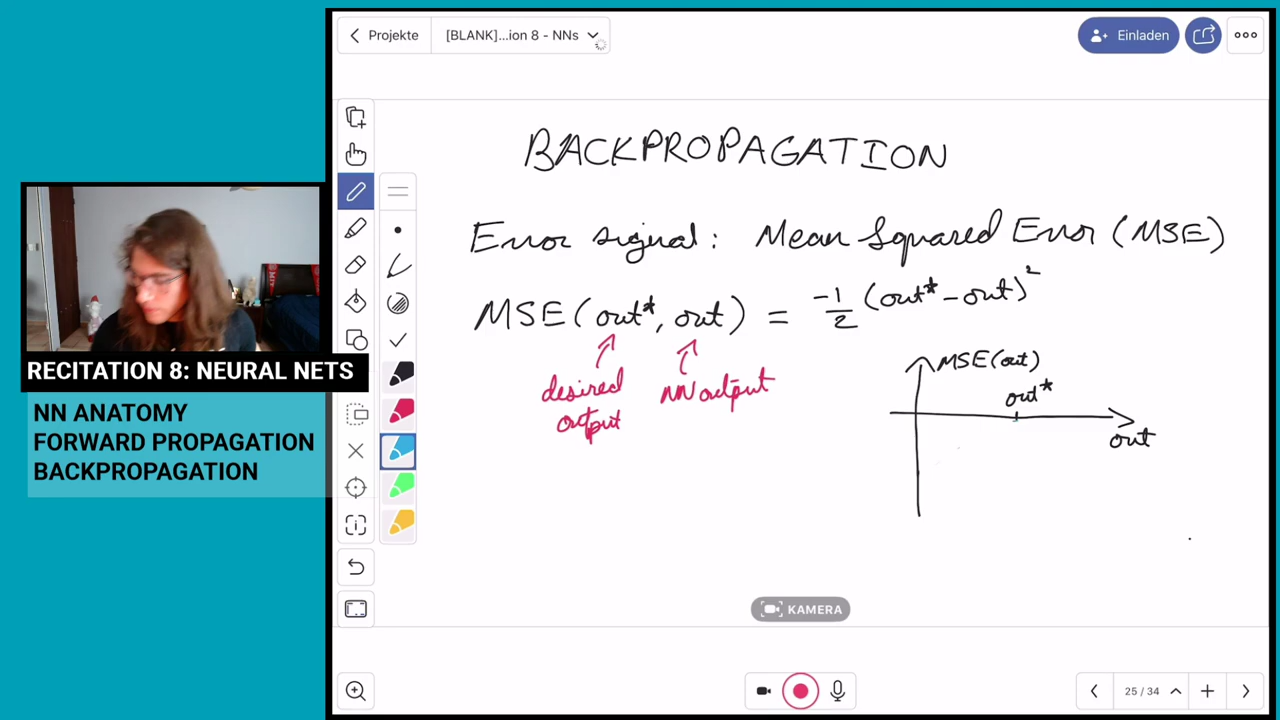 Projekte
[BLANK]...ion 8 - NNs
Einladen
BACKPROPAGATION
Error signal: Mean Squared Error (MSE)
MSE(out*, out) = -1/2 (out* - out)²
desired output
NN output
MSE(out)
out*
out
RECITATION 8: NEURAL NETS
NN ANATOMY
FORWARD PROPAGATION
BACKPROPAGATION
KAMERA
25 / 34